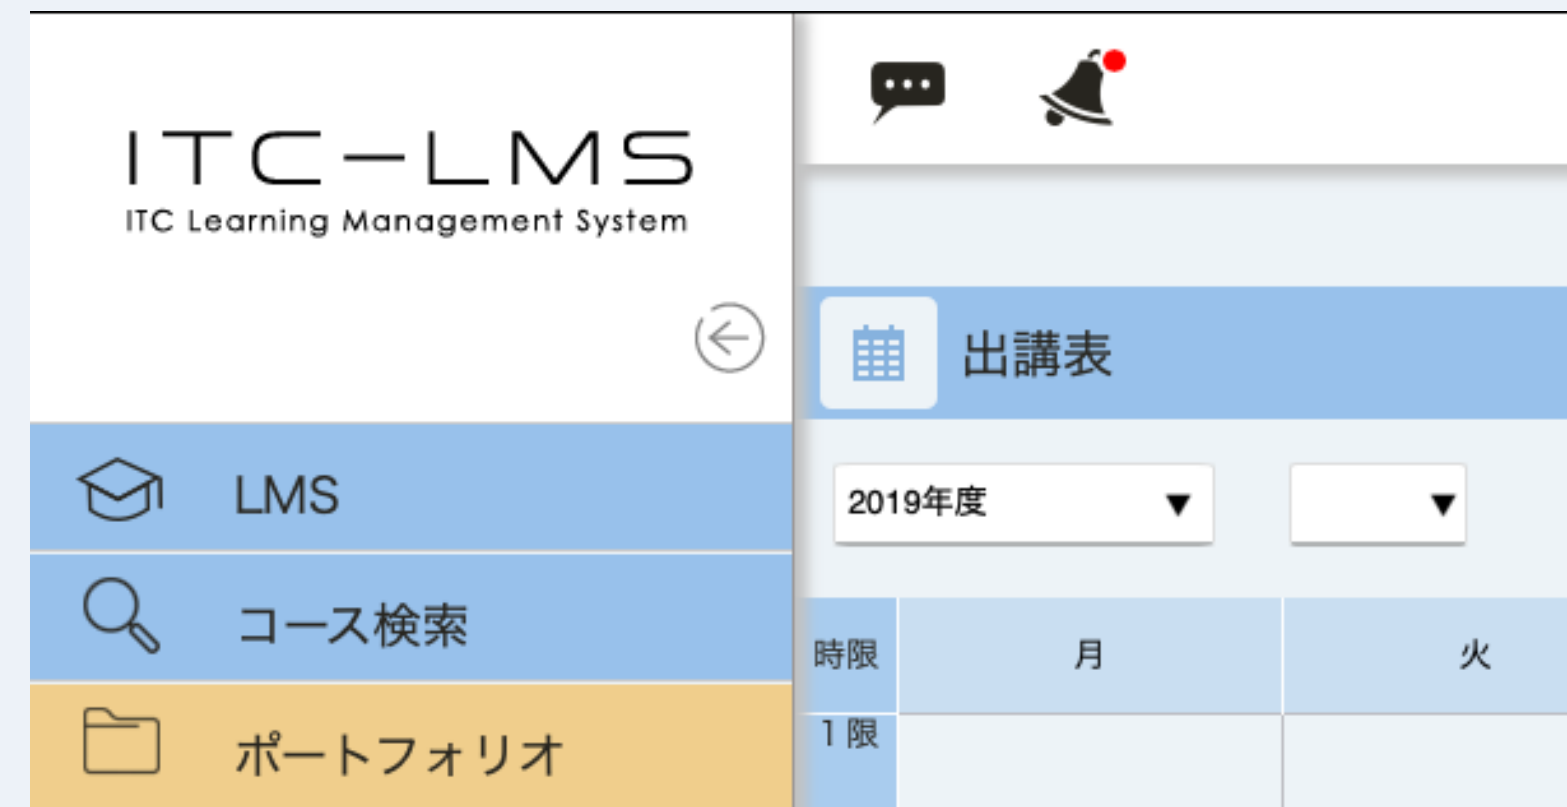 ITC-LMS
ITC Learning Management System
LMS
コース検索
ポートフォリオ
出講表
2019年度
時限 月 火
1限